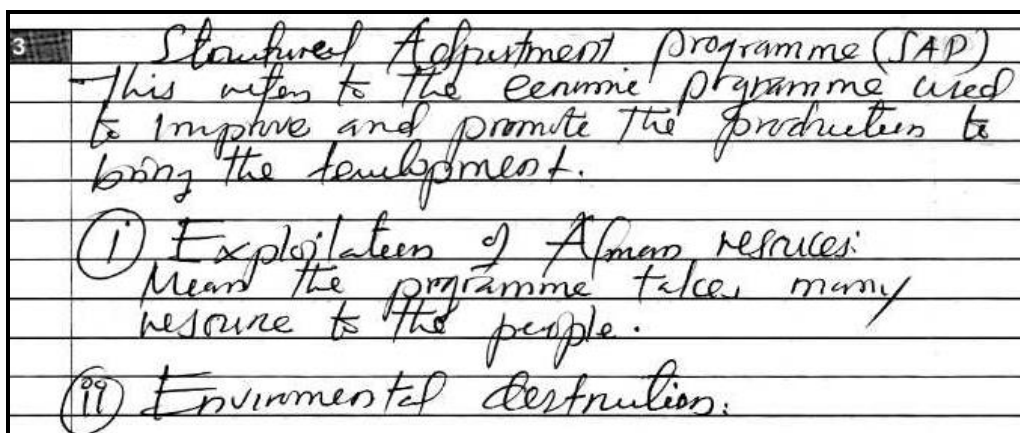 3
Structural Adjustment programme (SAP)
This refers to the programme used
to improve and promote the production to
bring the development.
(i) Exploitation of African resources:
Mean the programme takes many
resource to the people.
(ii) Environmental destruction: